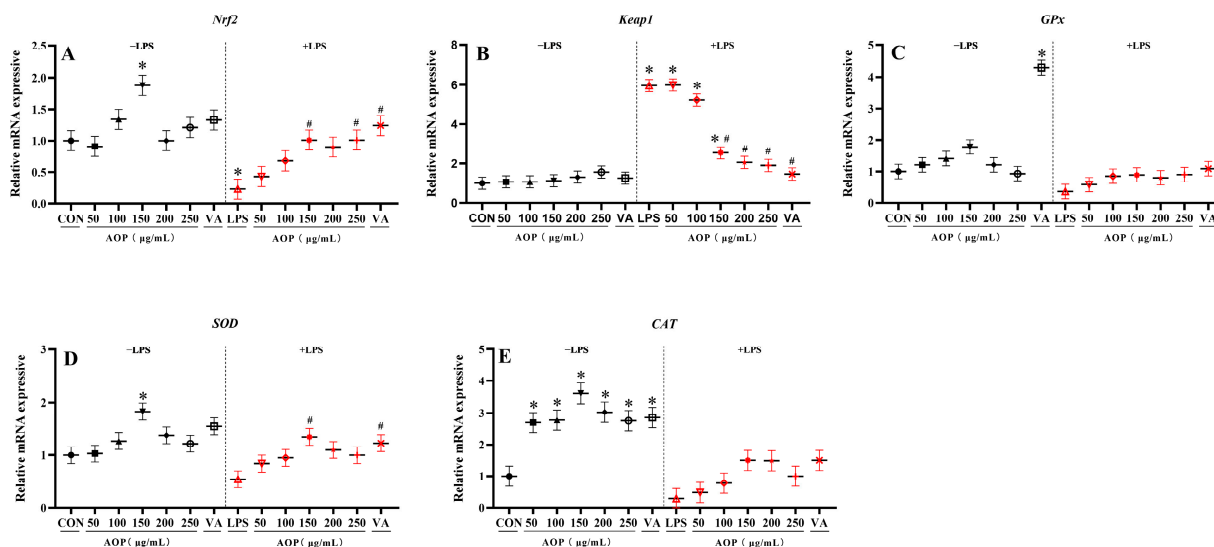 Nrf2
A
−LPS
+LPS
Relative mRNA expressive
2.5
2.0
1.5
1.0
0.5
0.0
*
*
#
#
#
CON 50 100 150 200 250 VA LPS 50 100 150 200 250 VA
AOP ( μg/mL) AOP ( μg/mL)
Keap1
B
−LPS
+LPS
Relative mRNA expressive
8
6
4
2
0
* * * *# # # #
CON 50 100 150 200 250 VA LPS 50 100 150 200 250 VA
AOP ( μg/mL) AOP ( μg/mL)
GPx
C
−LPS
+LPS
Relative mRNA expressive
6
4
2
1
0
*
CON 50 100 150 200 250 VA LPS 50 100 150 200 250 VA
AOP ( μg/mL) AOP ( μg/mL)
SOD
D
−LPS
+LPS
Relative mRNA expressive
3
2
1
0
* # #
CON 50 100 150 200 250 VA LPS 50 100 150 200 250 VA
AOP ( μg/mL) AOP ( μg/mL)
CAT
E
−LPS
+LPS
Relative mRNA expressive
5
4
3
2
1
0
* * * * * *
CON 50 100 150 200 250 VA LPS 50 100 150 200 250 VA
AOP ( μg/mL) AOP ( μg/mL)